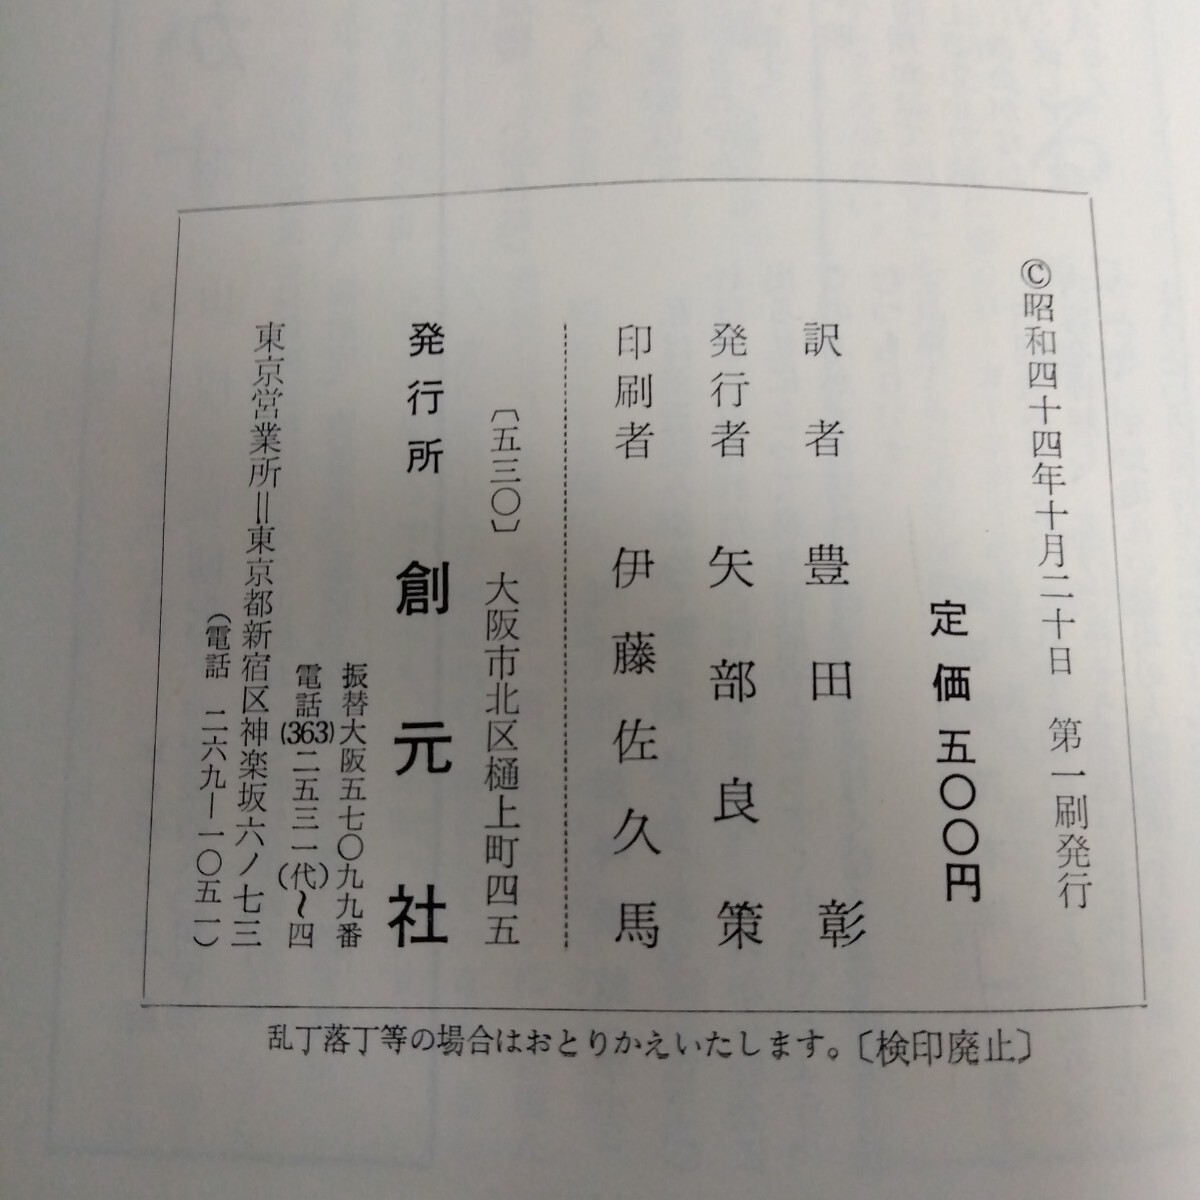 ©昭和四十四年十月二十日 第一刷発行
定価 五〇〇円
訳者 豊田彰
発行者 矢部良策
印刷者 伊藤佐久馬
〔五三〇〕 大阪市北区樋上町四五
発行所 創元社
振替大阪五七〇九九番
電話(363)二五三一(代)〜四
東京営業所=東京都新宿区神楽坂六ノ七三
(電話 二六九―一〇五一)
乱丁落丁等の場合はおとりかえいたします。〔検印廃止〕